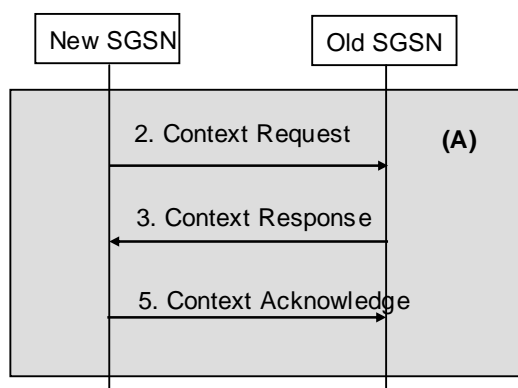 New SGSN
Old SGSN
2. Context Request
(A)
3. Context Response
5. Context Acknowledge